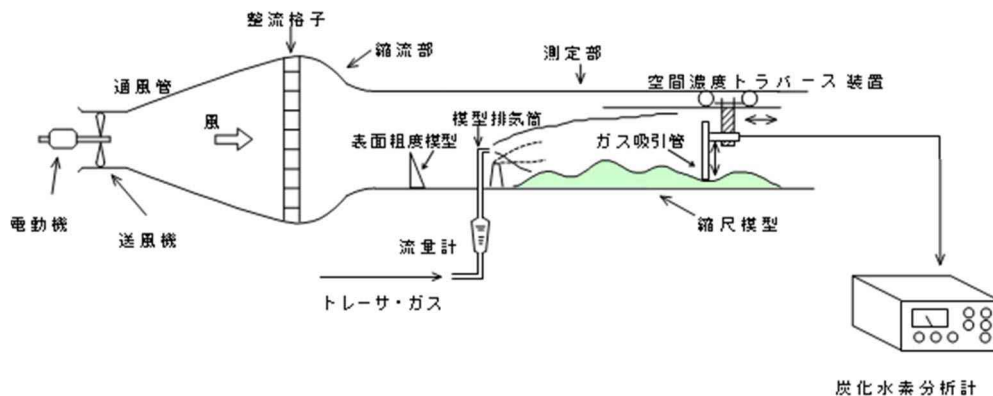 整流格子
縮流部
測定部
通風管
空間濃度トラバース装置
風
模型排気筒
表面粗度模型
ガス吸引管
電動機
送風機
流量計
縮尺模型
トレーサ・ガス
炭化水素分析計